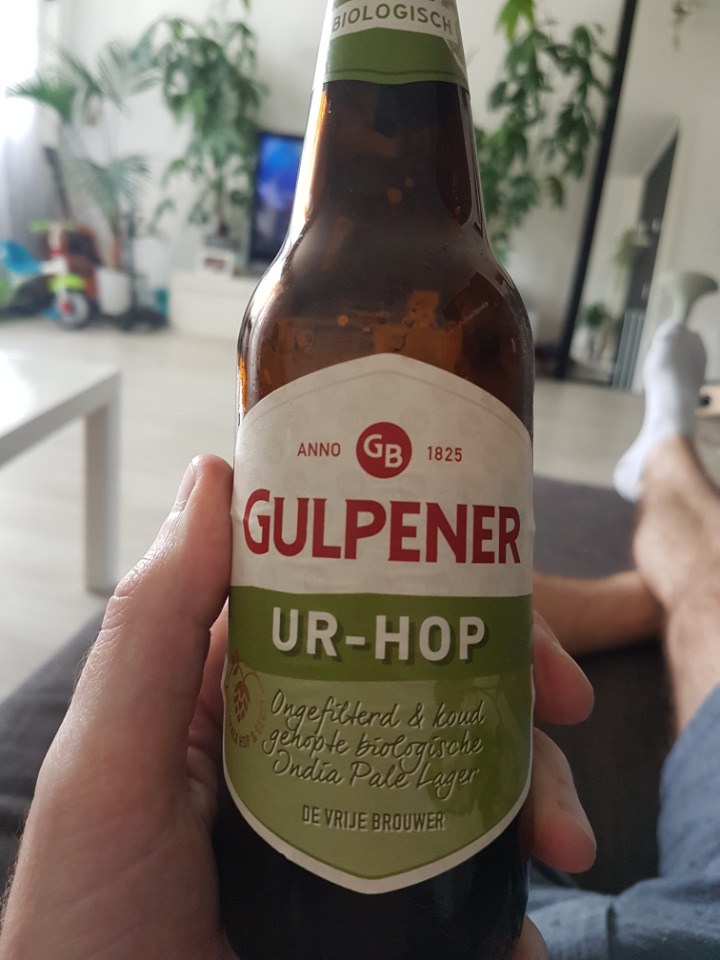 BIOLOGISCH
ANNO GB 1825
GULPENER
UR-HOP
Ongefilterd & koud
gehopte biologische
India Pale Lager
DE VRIJE BROUWER